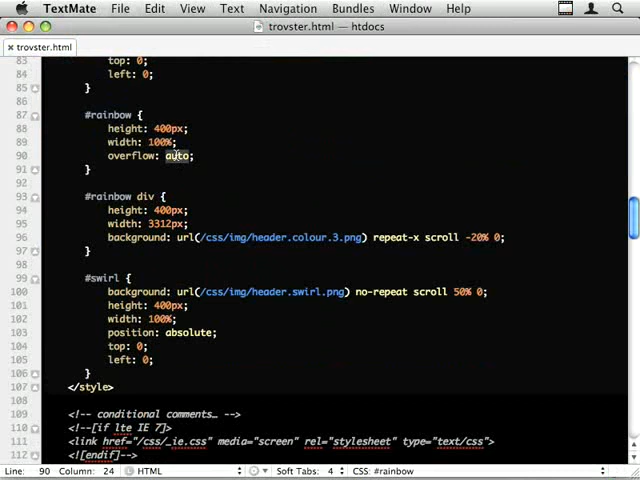 TextMate File Edit View Text Navigation Bundles Window Help
trovster.html — htdocs
× trovster.html
83 top: 0;
84 left: 0;
85 }
86
87 #rainbow {
88 height: 400px;
89 width: 100%;
90 overflow: auto;
91 }
92
93 #rainbow div {
94 height: 400px;
95 width: 3312px;
96 background: url(/css/img/header.colour.3.png) repeat-x scroll -20% 0;
97 }
98
99 #swirl {
100 background: url(/css/img/header.swirl.png) no-repeat scroll 50% 0;
101 height: 400px;
102 width: 100%;
103 position: absolute;
104 top: 0;
105 left: 0;
106 }
107 </style>
108
109 <!-- conditional comments… -->
110 <!--[if lte IE 7]>
111 <link href="/css/_ie.css" media="screen" rel="stylesheet" type="text/css">
112 <![endif]-->
Line: 90 Column: 24 HTML Soft Tabs: 4 CSS: #rainbow